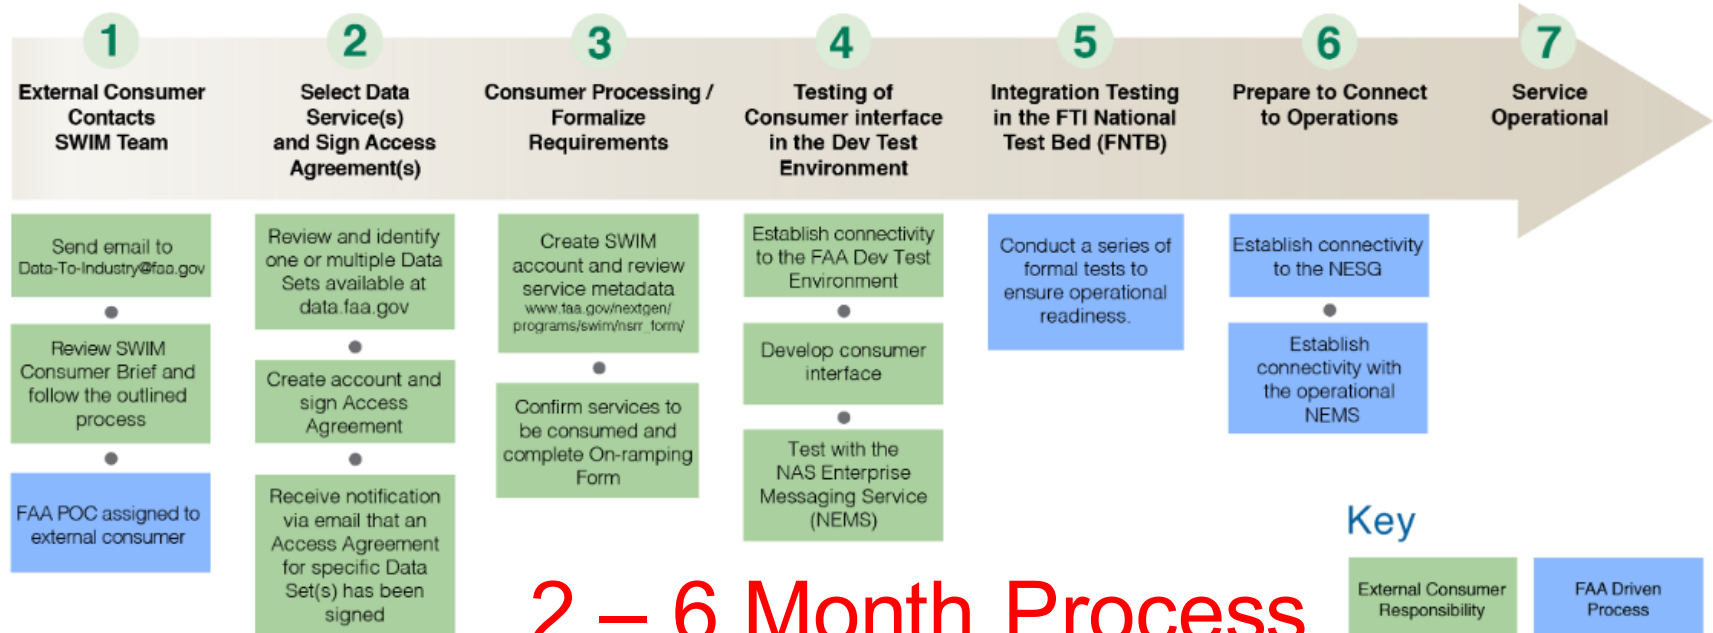 1
External Consumer
Contacts
SWIM Team
2
Select Data
Service(s)
and Sign Access
Agreement(s)
3
Consumer Processing /
Formalize
Requirements
4
Testing of
Consumer interface
in the Dev Test
Environment
5
Integration Testing
in the FTI National
Test Bed (FNTB)
6
Prepare to Connect
to Operations
7
Service
Operational
Send email to
Data-To-Industry@faa.gov
Review SWIM
Consumer Brief and
follow the outlined
process
FAA POC assigned to
external consumer
Review and identify
one or multiple Data
Sets available at
data.faa.gov
Create account and
sign Access
Agreement
Receive notification
via email that an
Access Agreement
for specific Data
Set(s) has been
signed
Create SWIM
account and review
service metadata
www.faa.gov/nextgen/
programs/swim/nsrr_form/
Confirm services to
be consumed and
complete On-ramping
Form
Establish connectivity
to the FAA Dev Test
Environment
Develop consumer
interface
Test with the
NAS Enterprise
Messaging Service
(NEMS)
Conduct a series of
formal tests to
ensure operational
readiness.
Establish connectivity
to the NESG
Establish
connectivity with
the operational
NEMS
2 – 6 Month Process
Key
External Consumer
Responsibility
FAA Driven
Process